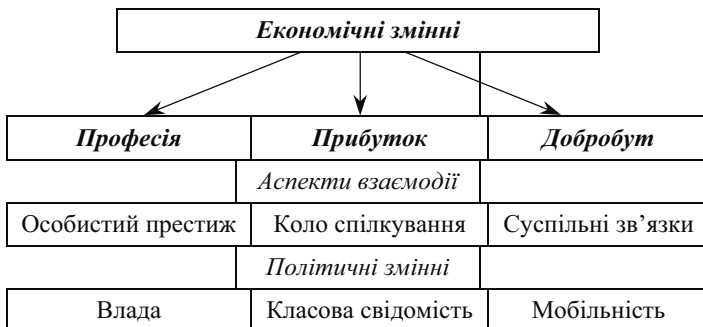 Економічні змінні
Професія Прибуток Добробут
Аспекти взаємодії
Особистий престиж Коло спілкування Суспільні зв’язки
Політичні змінні
Влада Класова свідомість Мобільність